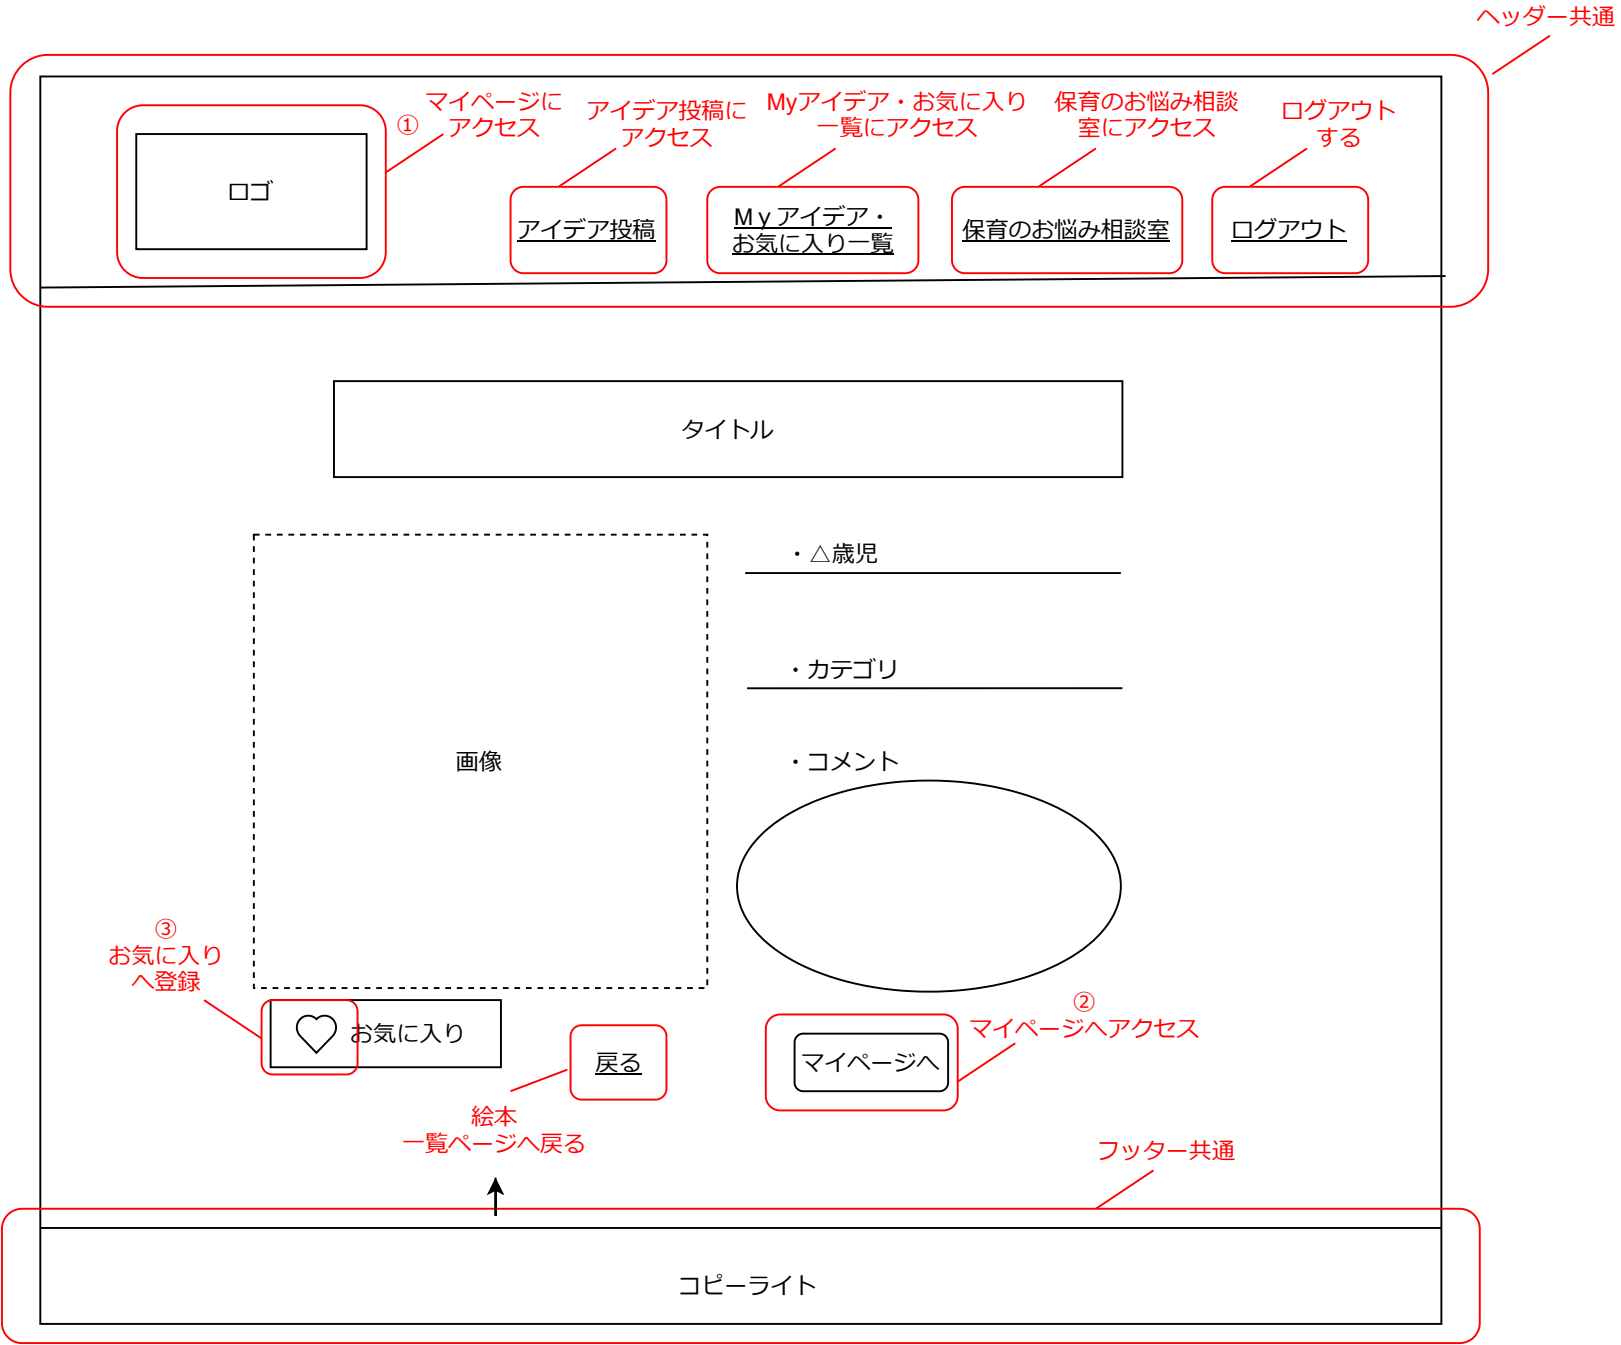 ヘッダー共通
①
マイページに
アクセス
アイデア投稿に
アクセス
Myアイデア・お気に入り
一覧にアクセス
保育のお悩み相談
室にアクセス
ログアウト
する
ロゴ
アイデア投稿
Ｍｙアイデア・
お気に入り一覧
保育のお悩み相談室
ログアウト
タイトル
・△歳児
・カテゴリ
画像
・コメント
③
お気に入り
へ登録
お気に入り
戻る
②
マイページへアクセス
マイページへ
絵本
一覧ページへ戻る
フッター共通
コピーライト